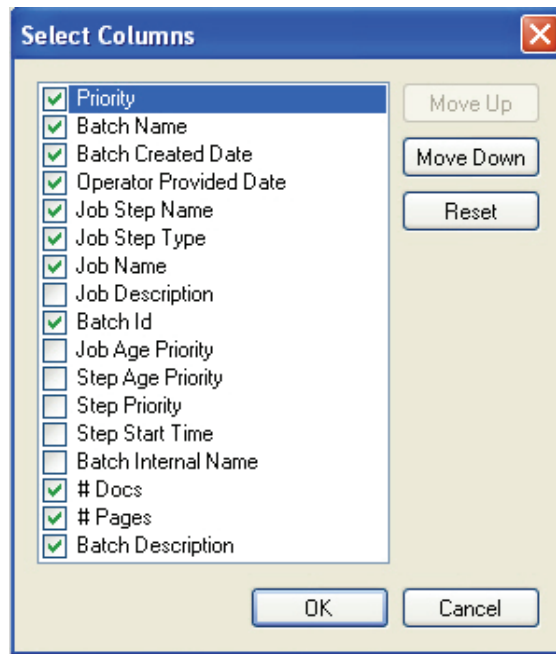 Select Columns
Priority
Batch Name
Batch Created Date
Operator Provided Date
Job Step Name
Job Step Type
Job Name
Job Description
Batch Id
Job Age Priority
Step Age Priority
Step Priority
Step Start Time
Batch Internal Name
# Docs
# Pages
Batch Description
Move Up
Move Down
Reset
OK
Cancel